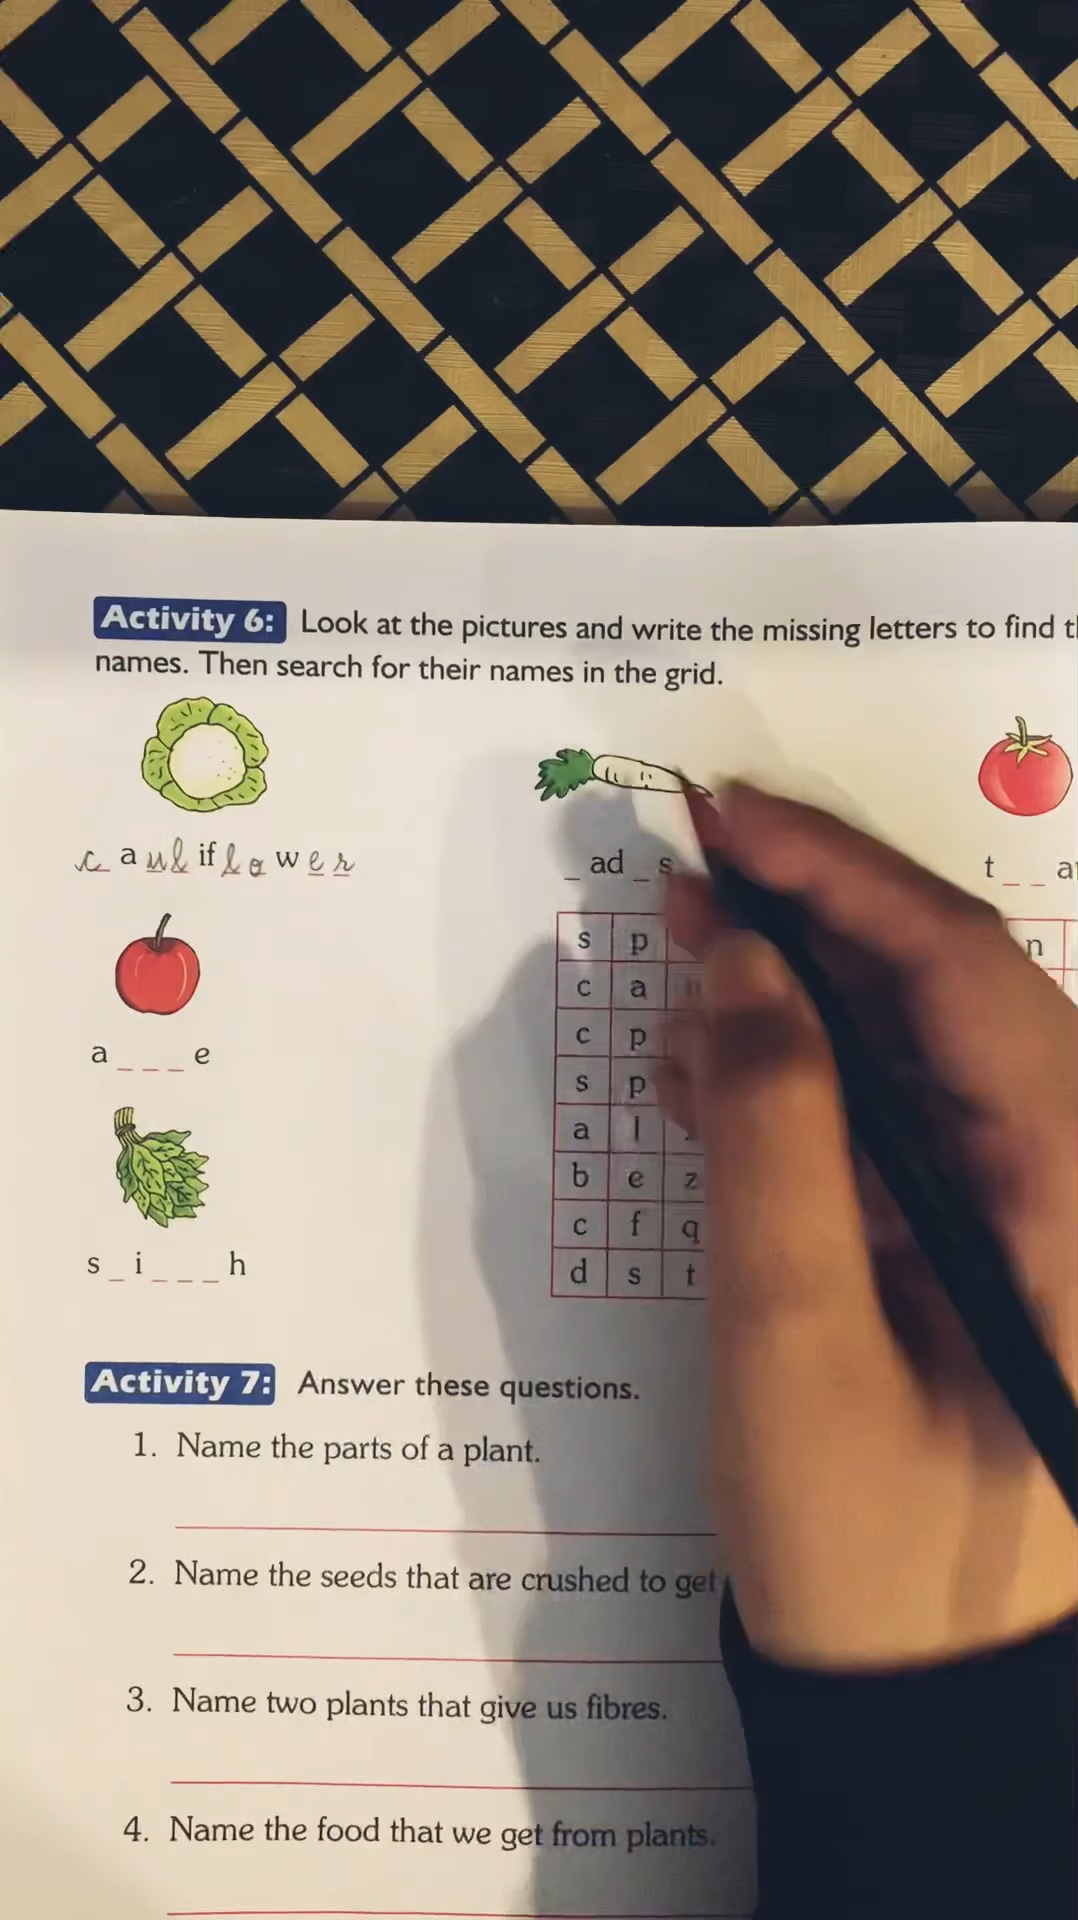 Activity 6: Look at the pictures and write the missing letters to find
names. Then search for their names in the grid.
c a u l i f l o w e r
_ ad _ s
t _ _ a
a _ _ _ e
s _ i _ _ _ h
s p n
c a
c p
s p
a l
b e z
c f q
d s t
Activity 7: Answer these questions.
1. Name the parts of a plant.
2. Name the seeds that are crushed to get
3. Name two plants that give us fibres.
4. Name the food that we get from plants.